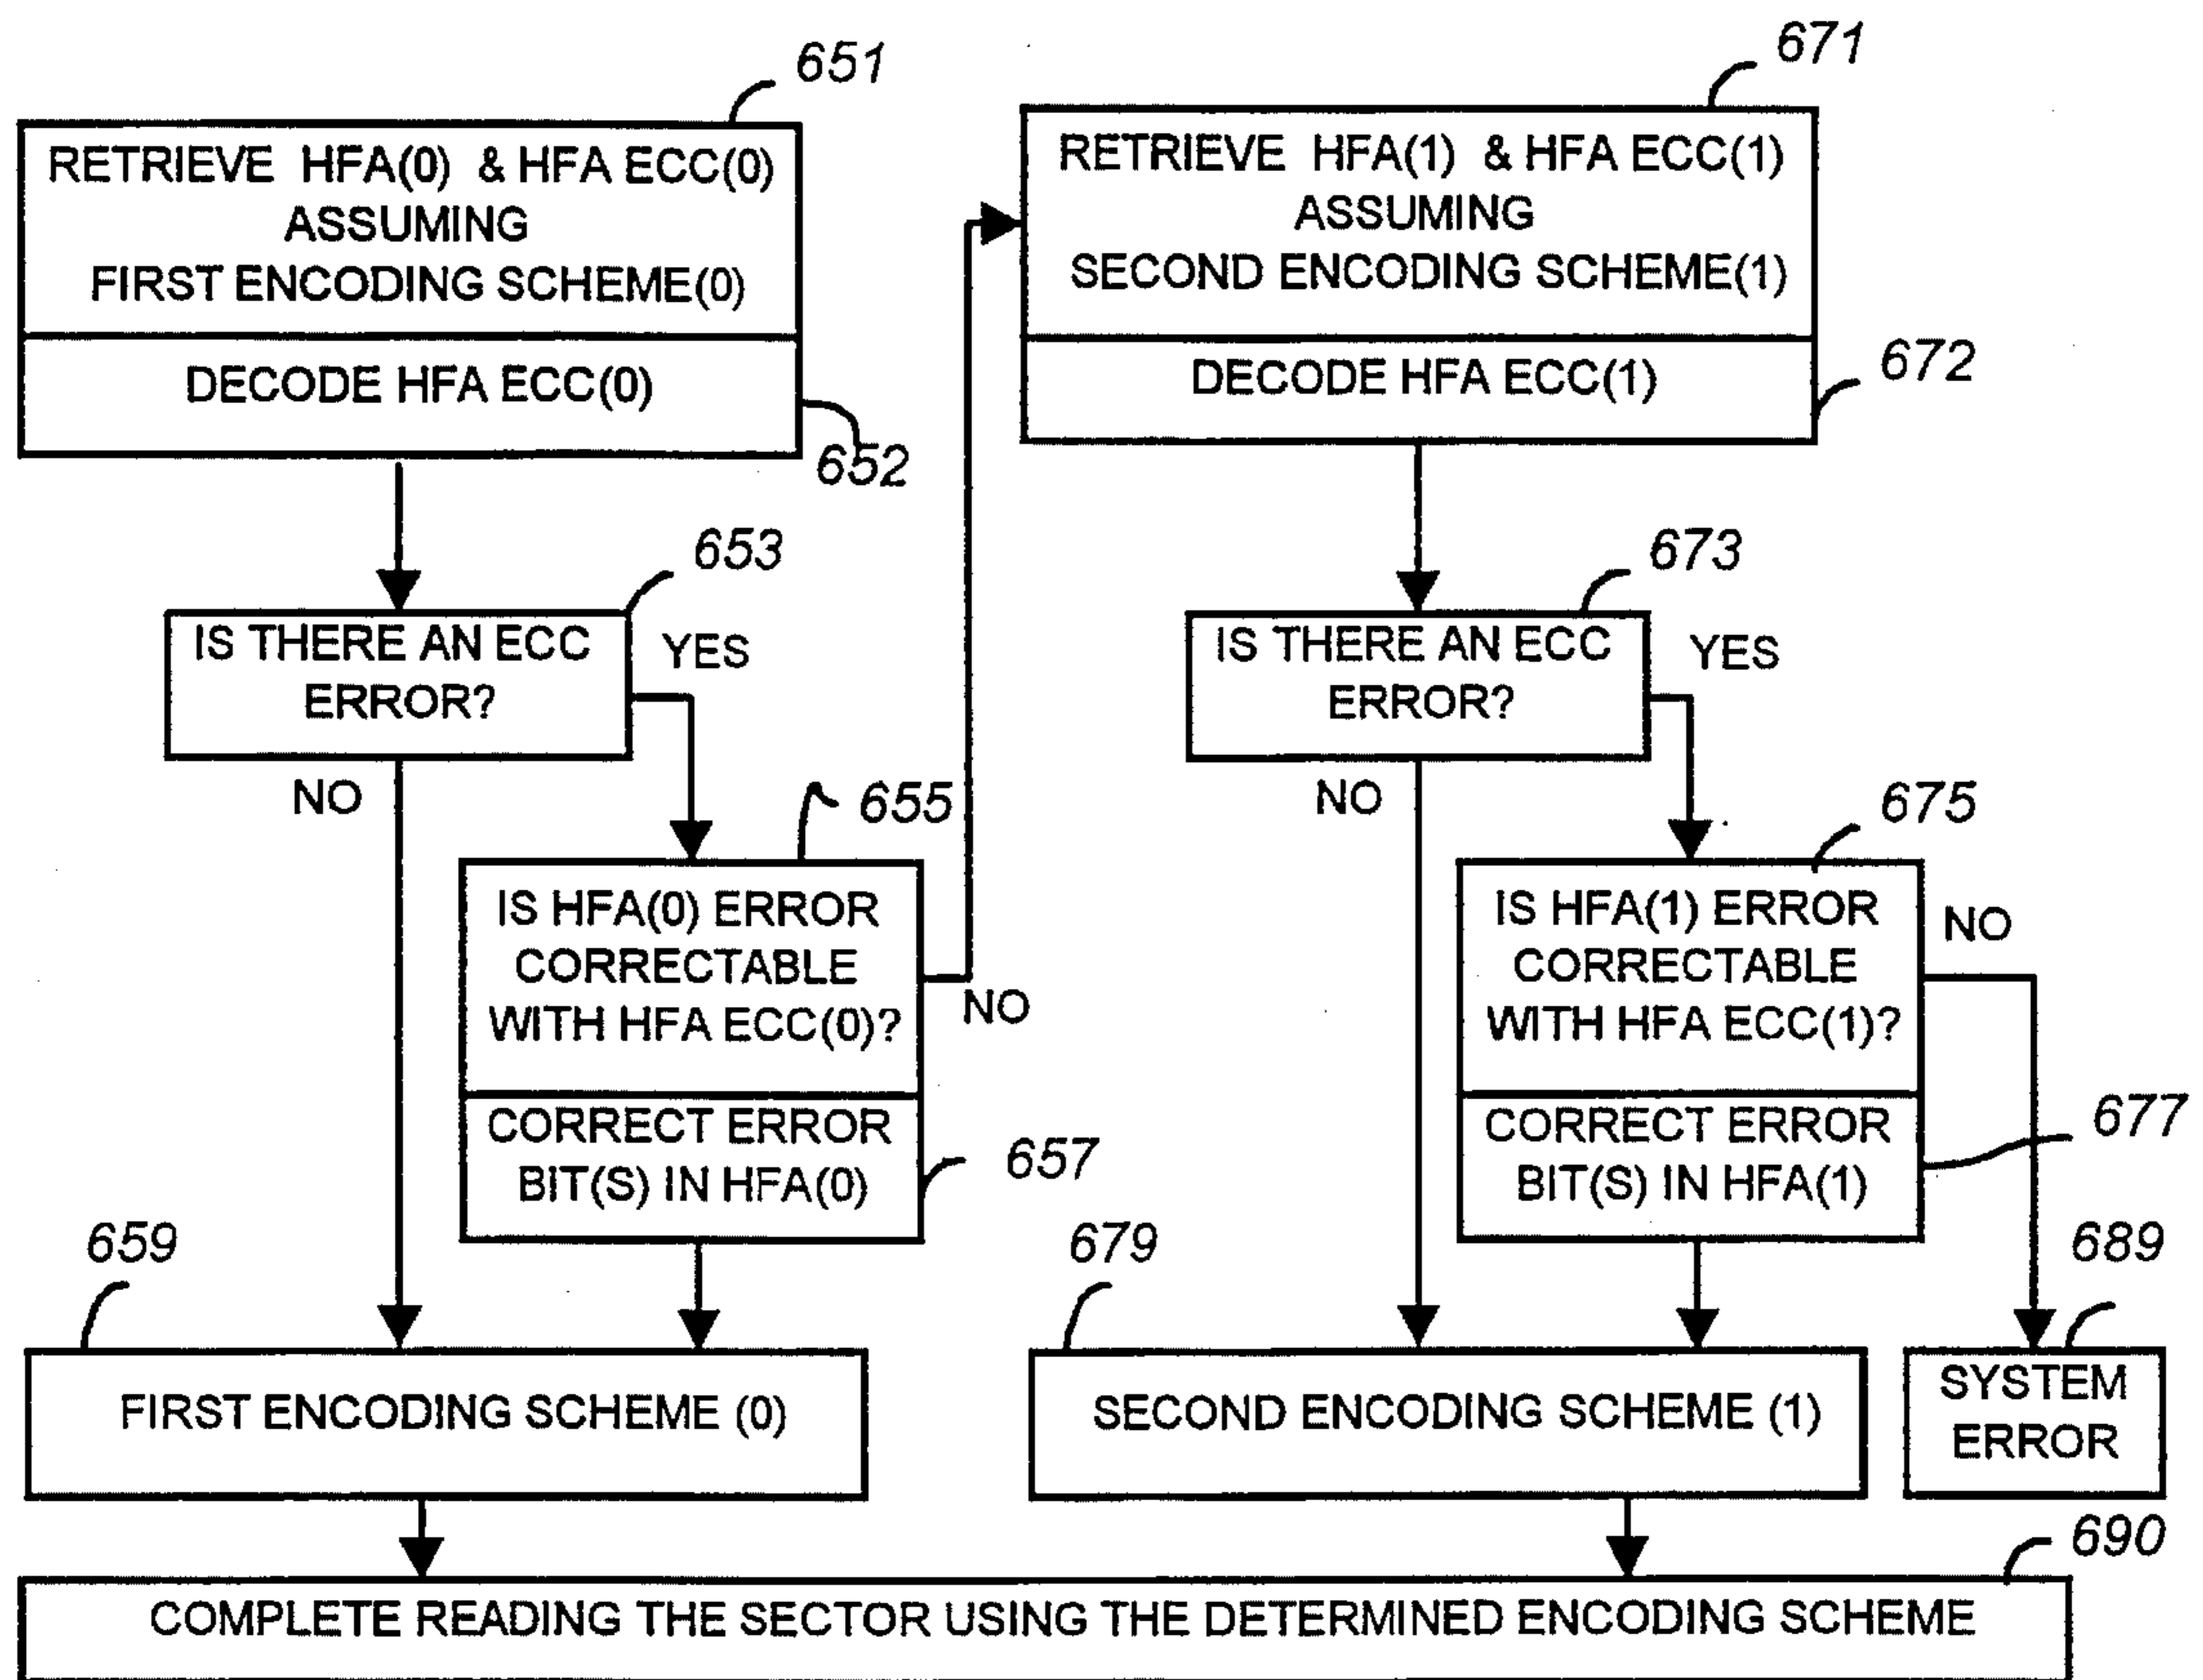 651
RETRIEVE HFA(0) & HFA ECC(0)
ASSUMING
FIRST ENCODING SCHEME(0)
DECODE HFA ECC(0)
652
653
IS THERE AN ECC
ERROR?
YES
NO
655
IS HFA(0) ERROR
CORRECTABLE
WITH HFA ECC(0)?
NO
CORRECT ERROR
BIT(S) IN HFA(0)
657
659
FIRST ENCODING SCHEME (0)
671
RETRIEVE HFA(1) & HFA ECC(1)
ASSUMING
SECOND ENCODING SCHEME(1)
DECODE HFA ECC(1)
672
673
IS THERE AN ECC
ERROR?
YES
NO
675
IS HFA(1) ERROR
CORRECTABLE
WITH HFA ECC(1)?
NO
CORRECT ERROR
BIT(S) IN HFA(1)
677
679
SECOND ENCODING SCHEME (1)
689
SYSTEM
ERROR
690
COMPLETE READING THE SECTOR USING THE DETERMINED ENCODING SCHEME